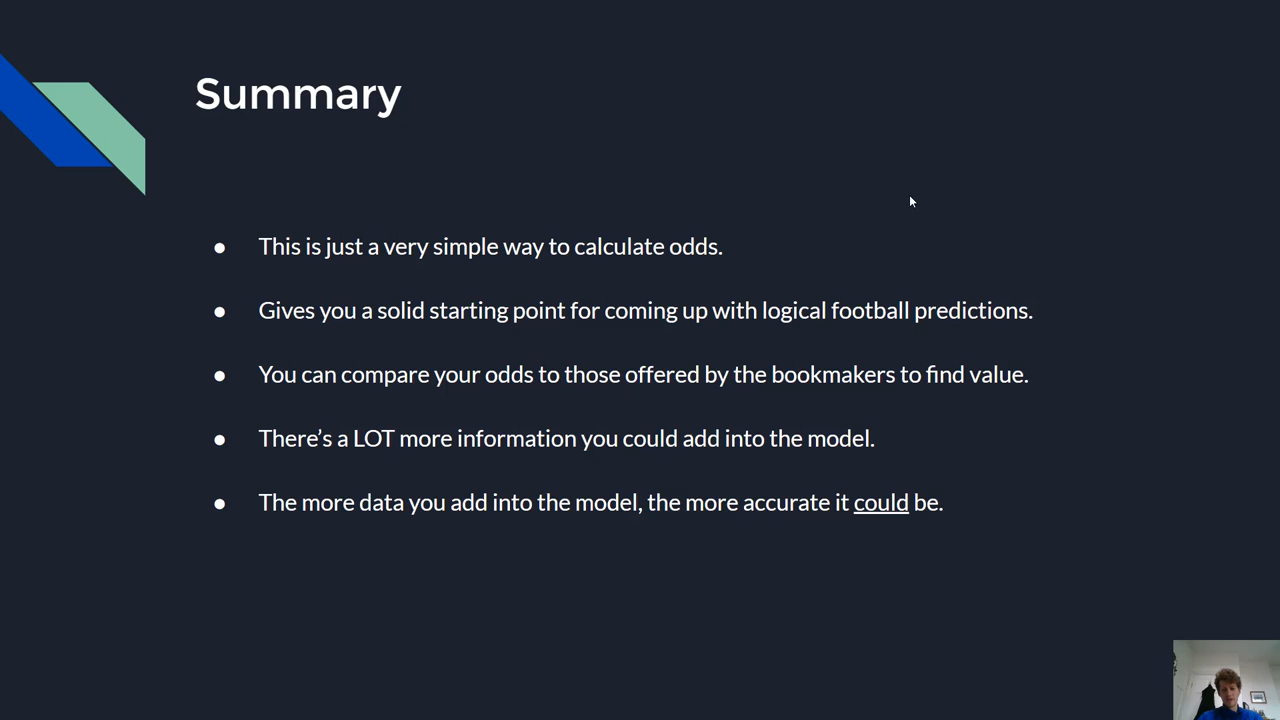 Summary
● This is just a very simple way to calculate odds.
● Gives you a solid starting point for coming up with logical football predictions.
● You can compare your odds to those offered by the bookmakers to find value.
● There’s a LOT more information you could add into the model.
● The more data you add into the model, the more accurate it could be.